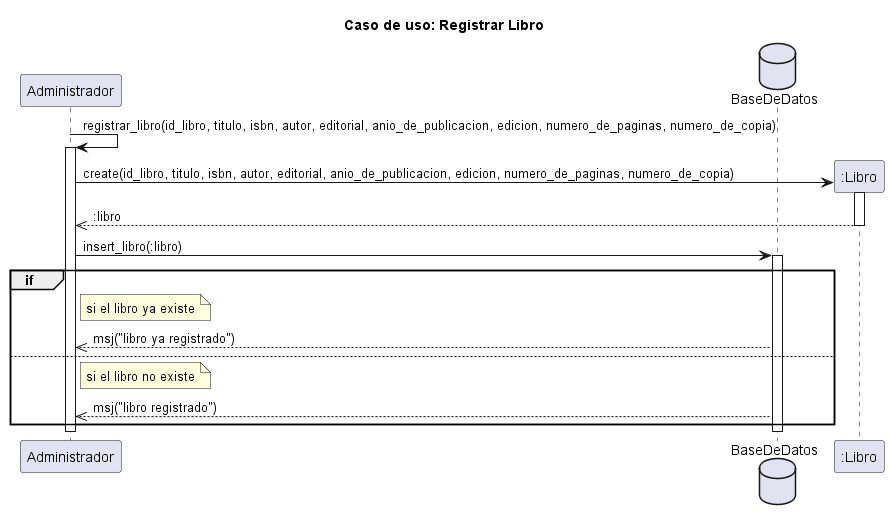 Caso de uso: Registrar Libro
Administrador
BaseDeDatos
registrar_libro(id_libro, titulo, isbn, autor, editorial, anio_de_publicacion, edicion, numero_de_paginas, numero_de_copia)
create(id_libro, titulo, isbn, autor, editorial, anio_de_publicacion, edicion, numero_de_paginas, numero_de_copia)
:Libro
:libro
insert_libro(:libro)
if
si el libro ya existe
msj("libro ya registrado")
si el libro no existe
msj("libro registrado")
Administrador
BaseDeDatos
:Libro